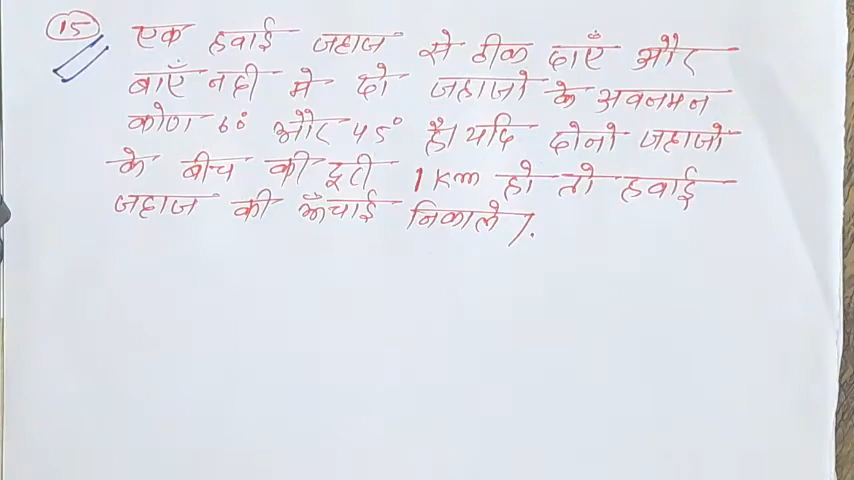 15 एक हवाई जहाज से ठीक दाएँ और
बाएँ नदी मे दो जहाजो के अवनमन
कोण 60° और 45° है। यदि दोनो जहाजों
के बीच की दूरी 1 Km हो तो हवाई
जहाज की ऊँचाई निकाले /.